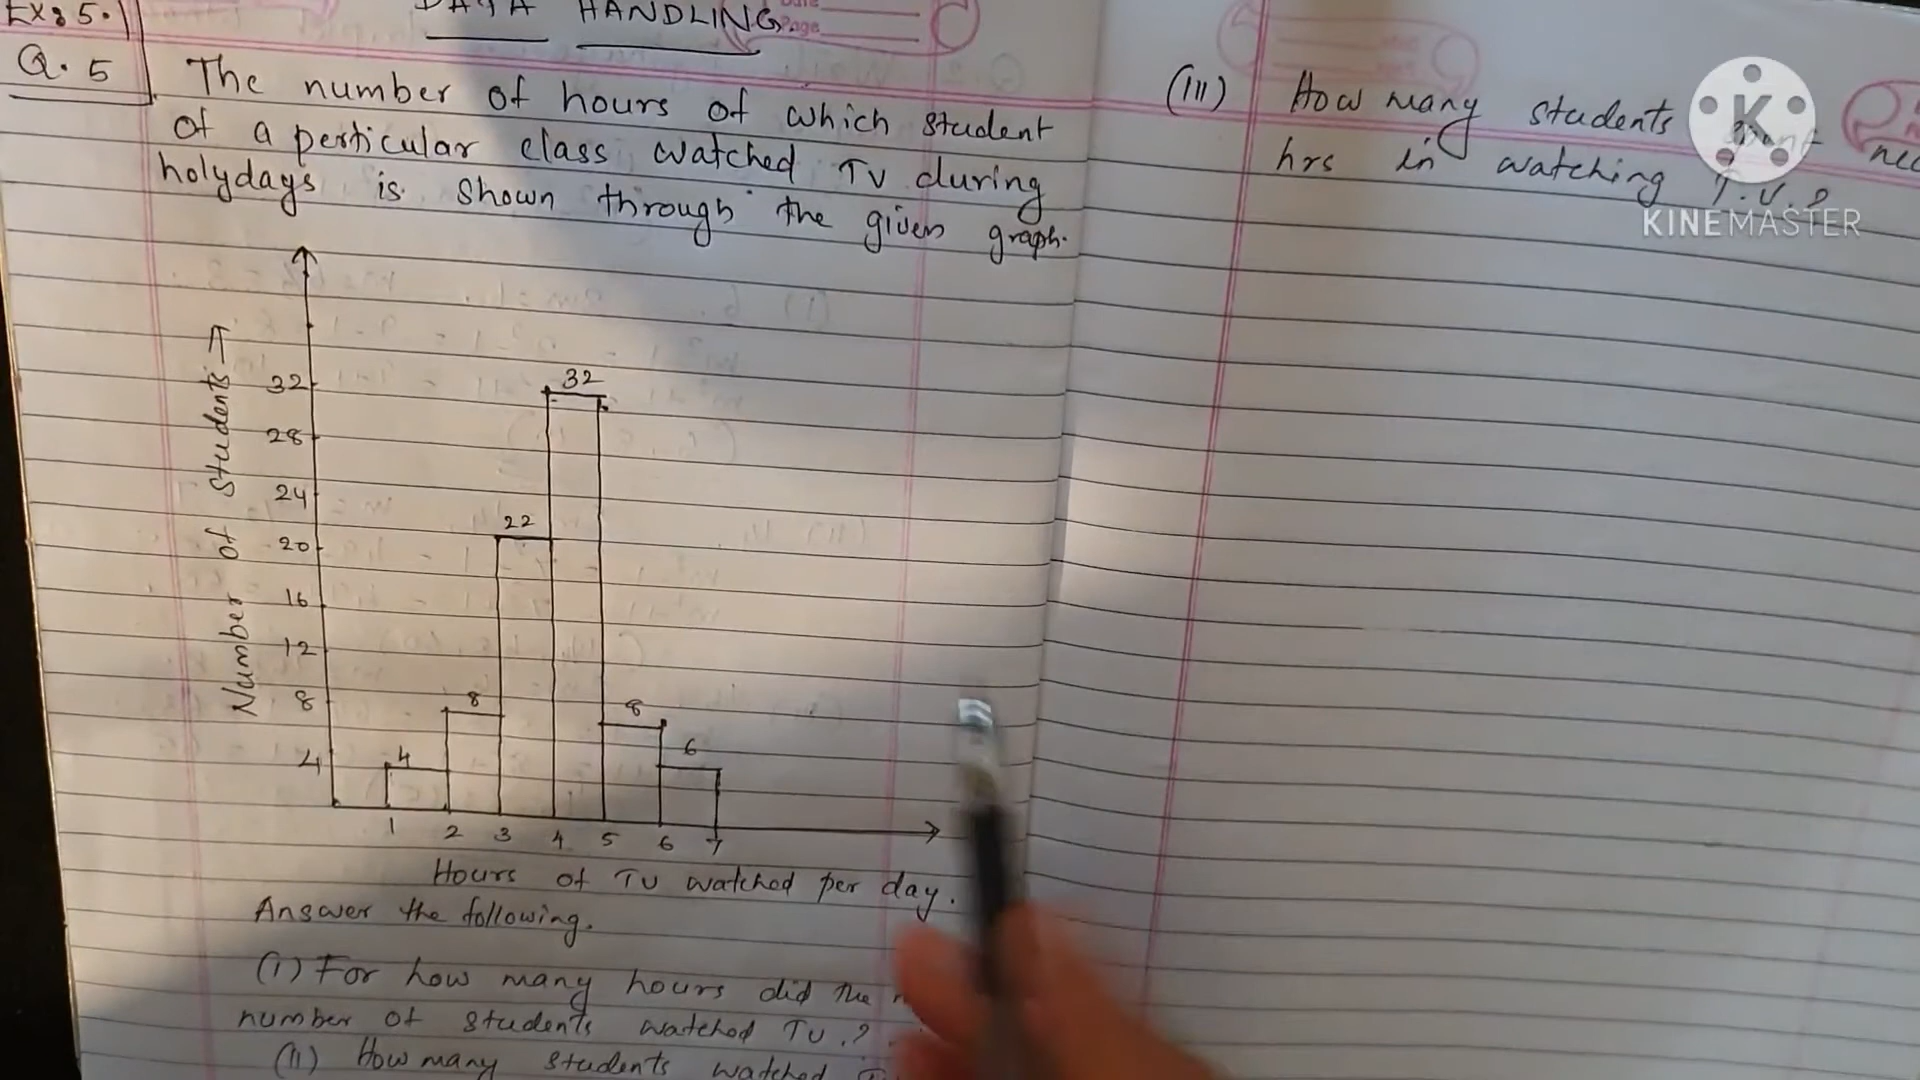 Ex: 5.1
DATA HANDLING.
Page
Q. 5
The number of hours of which student
of a perticular class watched TV during
holydays is shown through the given graph.
Number of Students →
32
28
24
20
16
12
8
4
4
8
22
32
8
6
1 2 3 4 5 6 7
Hours of TV watched per day.
Answer the following.
(I) For how many hours did the
number of students watched TV.?
(II) How many students watched
(III) How many students
hrs in watching T.V.?
K
KINEMASTER